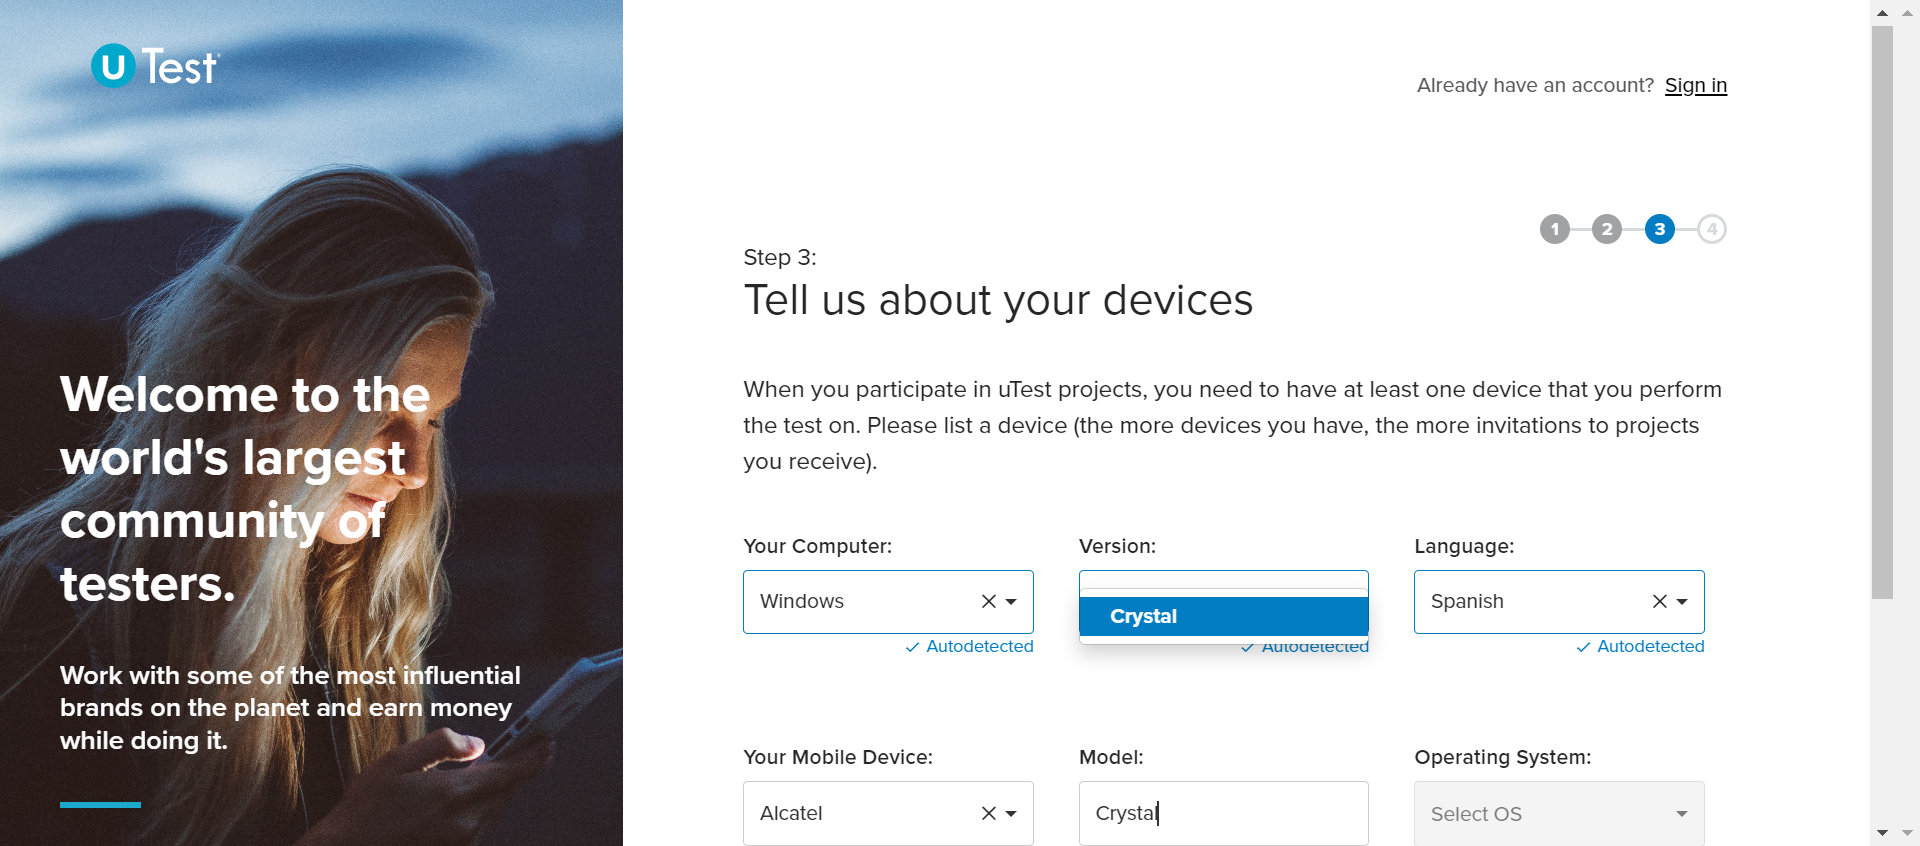 uTest
Already have an account? Sign in
1 2 3 4
Step 3:
Tell us about your devices
Welcome to the
world's largest
community of
testers.
Work with some of the most influential
brands on the planet and earn money
while doing it.
When you participate in uTest projects, you need to have at least one device that you perform
the test on. Please list a device (the more devices you have, the more invitations to projects
you receive).
Your Computer: Version: Language:
Windows Crystal Spanish
Autodetected Autodetected Autodetected
Your Mobile Device: Model: Operating System:
Alcatel Crystal Select OS